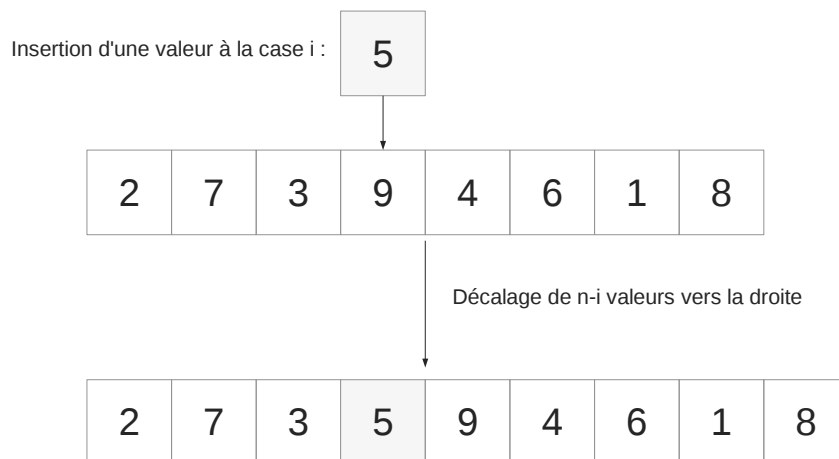 Insertion d'une valeur à la case i :
5
2 7 3 9 4 6 1 8
Décalage de n-i valeurs vers la droite
2 7 3 5 9 4 6 1 8